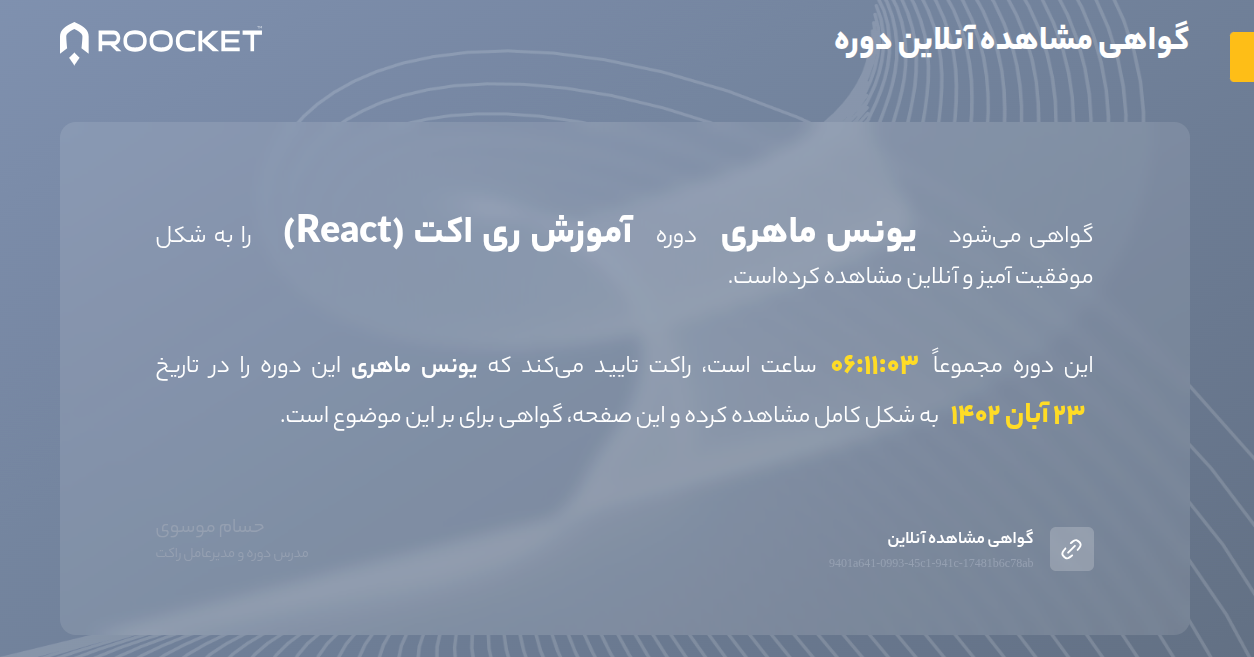 گواهی مشاهده آنلاین دوره
ROOCKET™
گواهی می‌شود یونس ماهری دوره آموزش ری اکت (React) را به شکل
موفقیت آمیز و آنلاین مشاهده کرده‌است.
این دوره مجموعاً ۰۶:۱۱:۰۳ ساعت است، راکت تایید می‌کند که یونس ماهری این دوره را در تاریخ
۲۳ آبان ۱۴۰۲ به شکل کامل مشاهده کرده و این صفحه، گواهی برای بر این موضوع است.
گواهی مشاهده آنلاین
9401a641-0993-45c1-941c-17481b6c78ab
حسام موسوی
مدرس دوره و مدیرعامل راکت